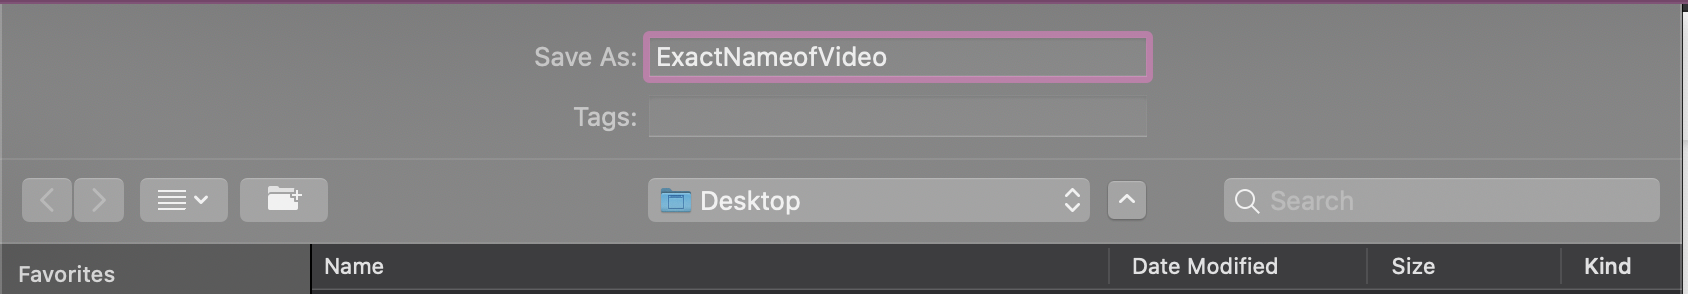 Save As: ExactNameofVideo
Tags:
Desktop Search
Favorites Name Date Modified Size Kind